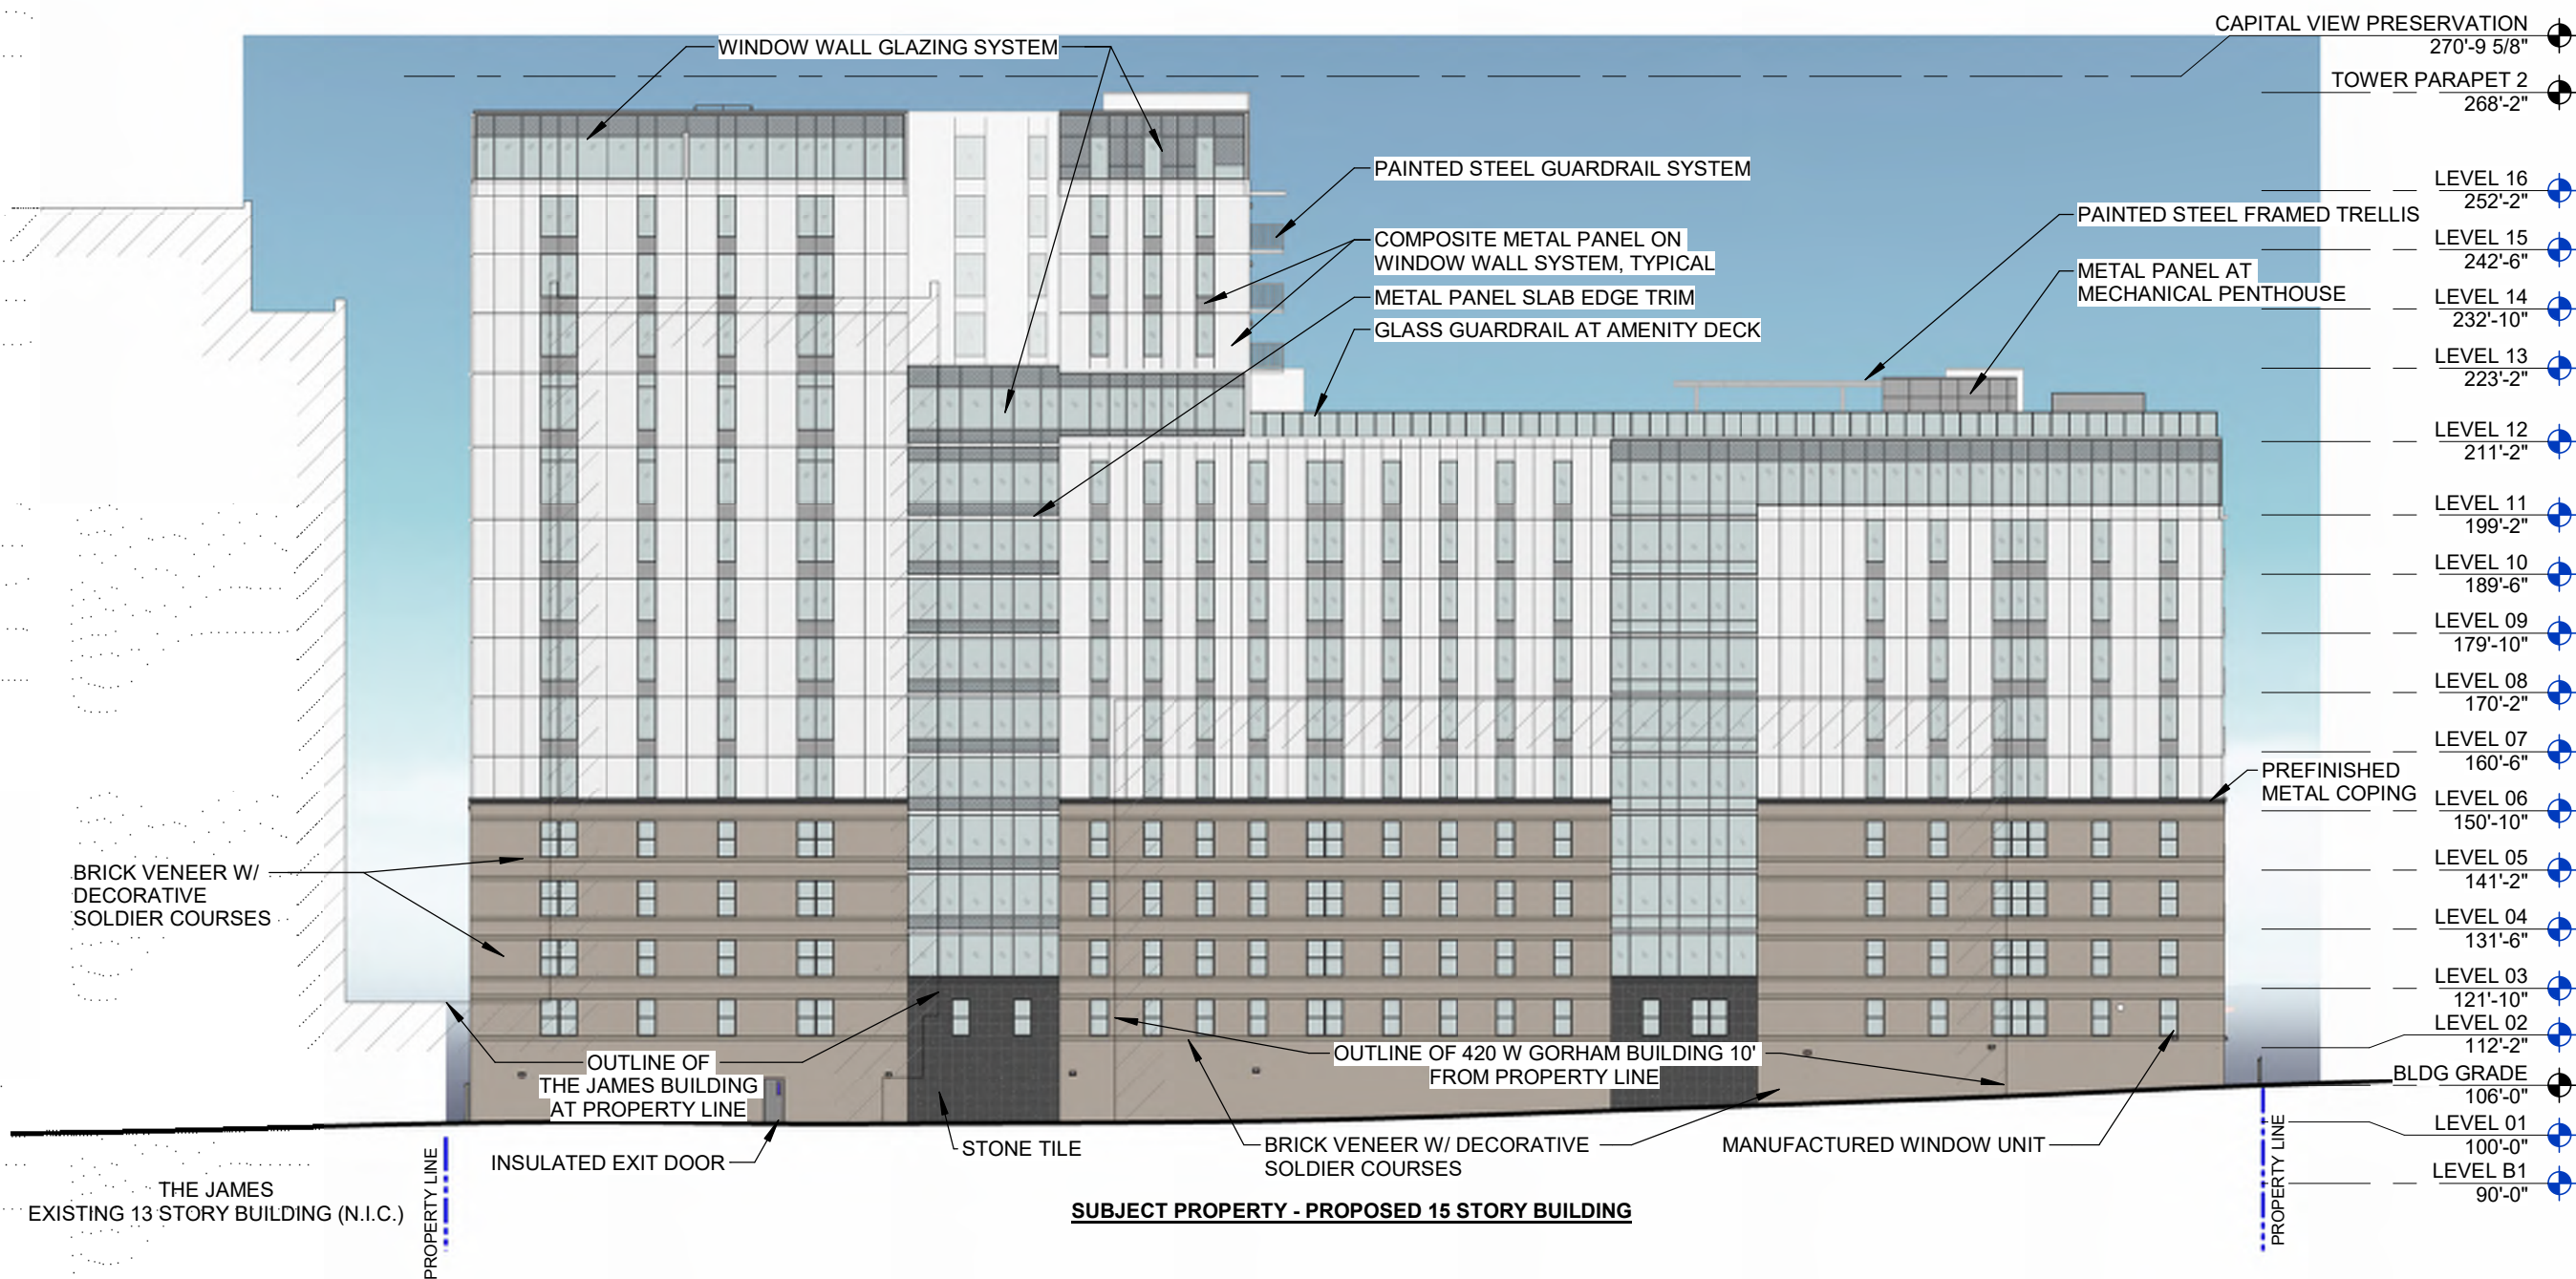 CAPITAL VIEW PRESERVATION
270'-9 5/8"
WINDOW WALL GLAZING SYSTEM
TOWER PARAPET 2
268'-2"
PAINTED STEEL GUARDRAIL SYSTEM
LEVEL 16
252'-2"
PAINTED STEEL FRAMED TRELLIS
COMPOSITE METAL PANEL ON
WINDOW WALL SYSTEM, TYPICAL
LEVEL 15
242'-6"
METAL PANEL AT
MECHANICAL PENTHOUSE
METAL PANEL SLAB EDGE TRIM
LEVEL 14
232'-10"
GLASS GUARDRAIL AT AMENITY DECK
LEVEL 13
223'-2"
LEVEL 12
211'-2"
LEVEL 11
199'-2"
LEVEL 10
189'-6"
LEVEL 09
179'-10"
LEVEL 08
170'-2"
LEVEL 07
160'-6"
PREFINISHED
METAL COPING
LEVEL 06
150'-10"
BRICK VENEER W/
DECORATIVE
SOLDIER COURSES
LEVEL 05
141'-2"
LEVEL 04
131'-6"
LEVEL 03
121'-10"
LEVEL 02
112'-2"
OUTLINE OF
THE JAMES BUILDING
AT PROPERTY LINE
OUTLINE OF 420 W GORHAM BUILDING 10'
FROM PROPERTY LINE
BLDG GRADE
106'-0"
LEVEL 01
100'-0"
INSULATED EXIT DOOR
STONE TILE
BRICK VENEER W/ DECORATIVE
SOLDIER COURSES
MANUFACTURED WINDOW UNIT
LEVEL B1
90'-0"
PROPERTY LINE
PROPERTY LINE
THE JAMES
EXISTING 13 STORY BUILDING (N.I.C.)
SUBJECT PROPERTY - PROPOSED 15 STORY BUILDING